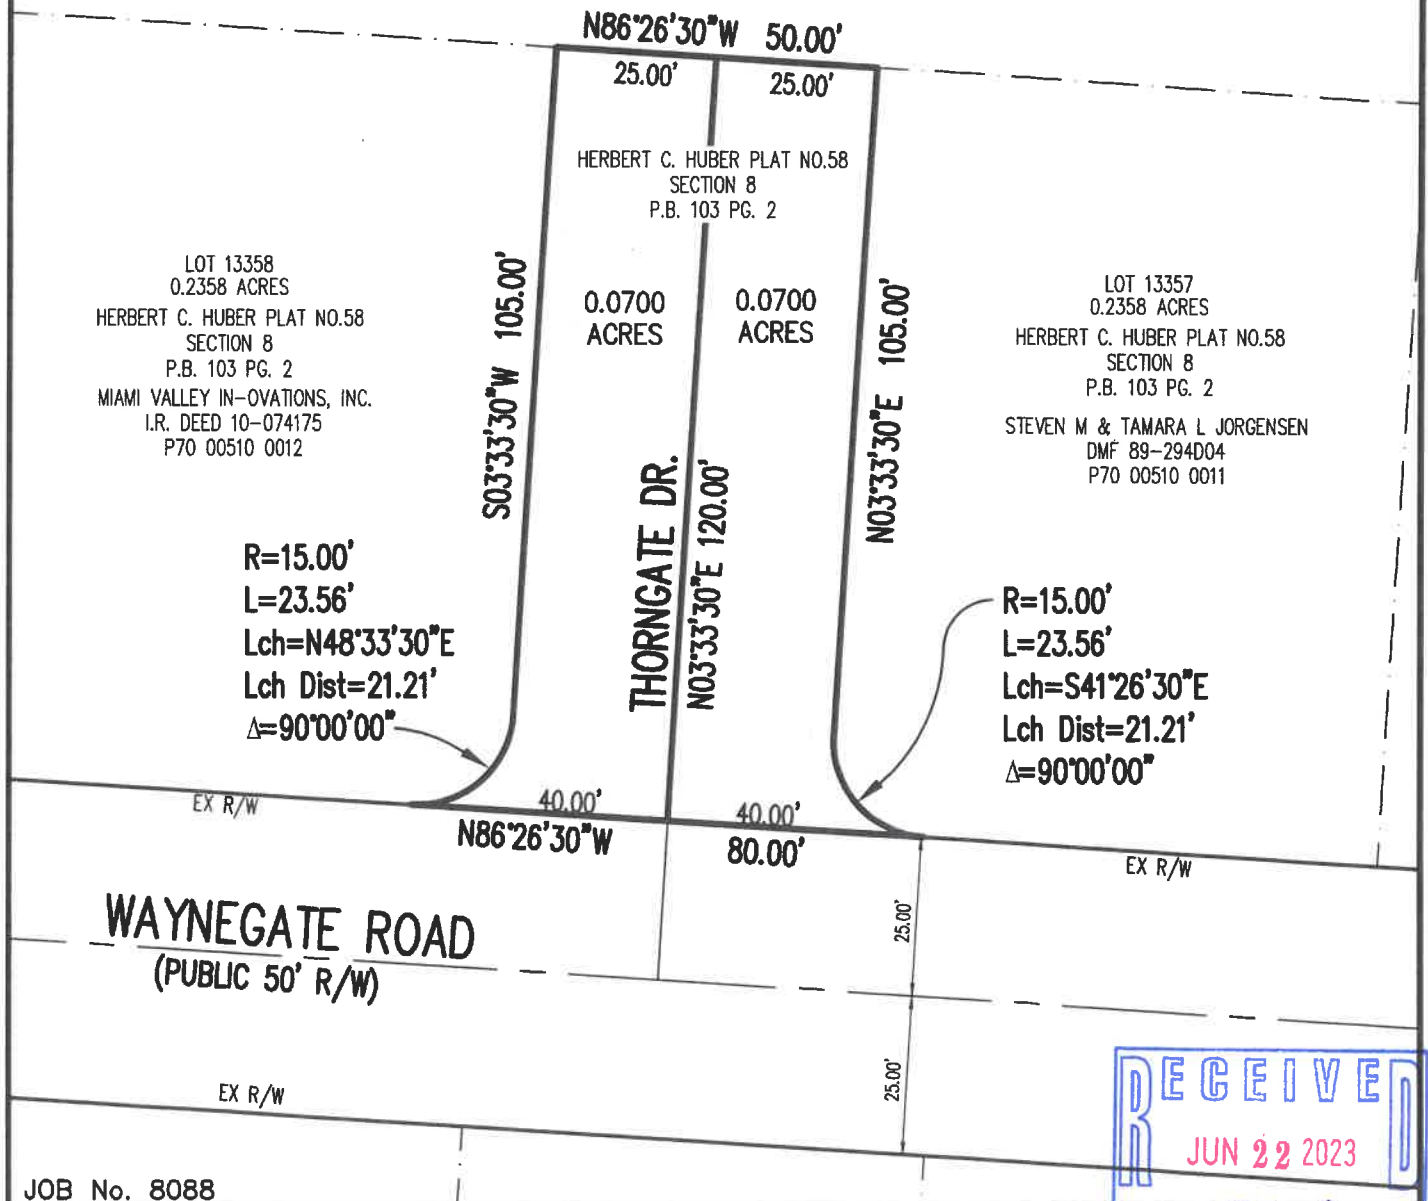 N86°26'30"W 50.00'
25.00'
25.00'
HERBERT C. HUBER PLAT NO.58
SECTION 8
P.B. 103 PG. 2
LOT 13358
0.2358 ACRES
HERBERT C. HUBER PLAT NO.58
SECTION 8
P.B. 103 PG. 2
MIAMI VALLEY IN-OVATIONS, INC.
I.R. DEED 10-074175
P70 00510 0012
S03°33'30"W 105.00'
0.0700
ACRES
0.0700
ACRES
N03°33'30"E 105.00'
LOT 13357
0.2358 ACRES
HERBERT C. HUBER PLAT NO.58
SECTION 8
P.B. 103 PG. 2
STEVEN M & TAMARA L JORGENSEN
DMF 89-294D04
P70 00510 0011
THORNGATE DR.
N03°33'30"E 120.00'
R=15.00'
L=23.56'
Lch=N48°33'30"E
Lch Dist=21.21'
Δ=90°00'00"
R=15.00'
L=23.56'
Lch=S41°26'30"E
Lch Dist=21.21'
Δ=90°00'00"
EX R/W
40.00'
40.00'
N86°26'30"W
80.00'
EX R/W
WAYNEGATE ROAD
(PUBLIC 50' R/W)
25.00'
25.00'
EX R/W
RECEIVED
JUN 22 2023
JOB No. 8088